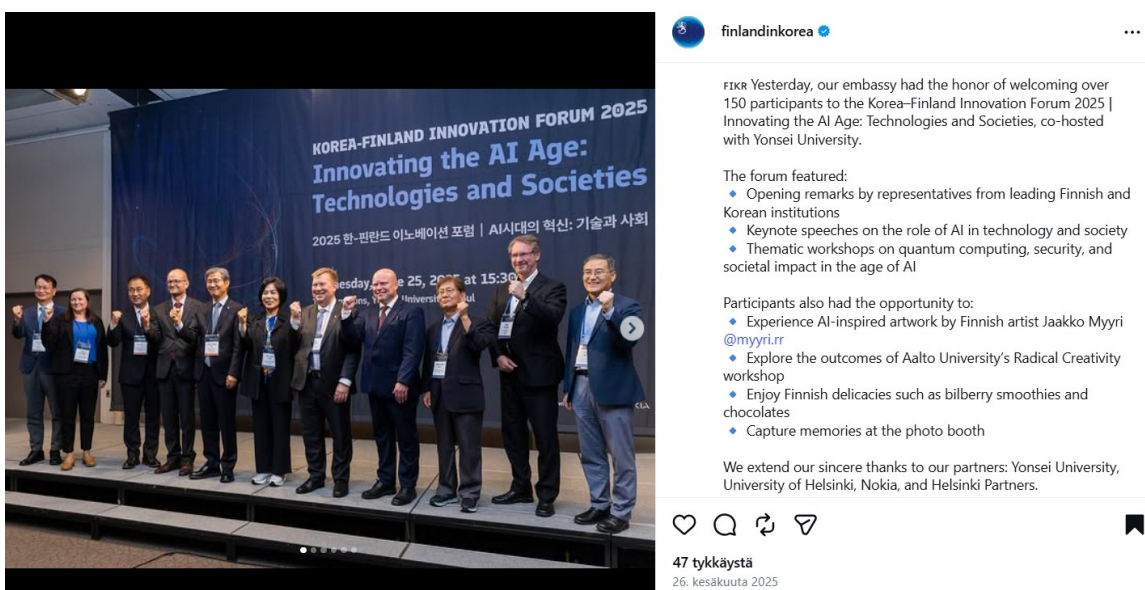 KOREA-FINLAND INNOVATION FORUM 2025
Innovating the AI Age:
Technologies and Societies
2025 한-핀란드 이노베이션 포럼 | AI시대의 혁신: 기술과 사회
25, at 15:30
finlandinkorea
FIKR Yesterday, our embassy had the honor of welcoming over
150 participants to the Korea–Finland Innovation Forum 2025 |
Innovating the AI Age: Technologies and Societies, co-hosted
with Yonsei University.
The forum featured:
🔹 Opening remarks by representatives from leading Finnish and
Korean institutions
🔹 Keynote speeches on the role of AI in technology and society
🔹 Thematic workshops on quantum computing, security, and
societal impact in the age of AI
Participants also had the opportunity to:
🔹 Experience AI-inspired artwork by Finnish artist Jaakko Myyri
@myyri.rr
🔹 Explore the outcomes of Aalto University's Radical Creativity
workshop
🔹 Enjoy Finnish delicacies such as bilberry smoothies and
chocolates
🔹 Capture memories at the photo booth
We extend our sincere thanks to our partners: Yonsei University,
University of Helsinki, Nokia, and Helsinki Partners.
47 tykkäystä
26. kesäkuuta 2025